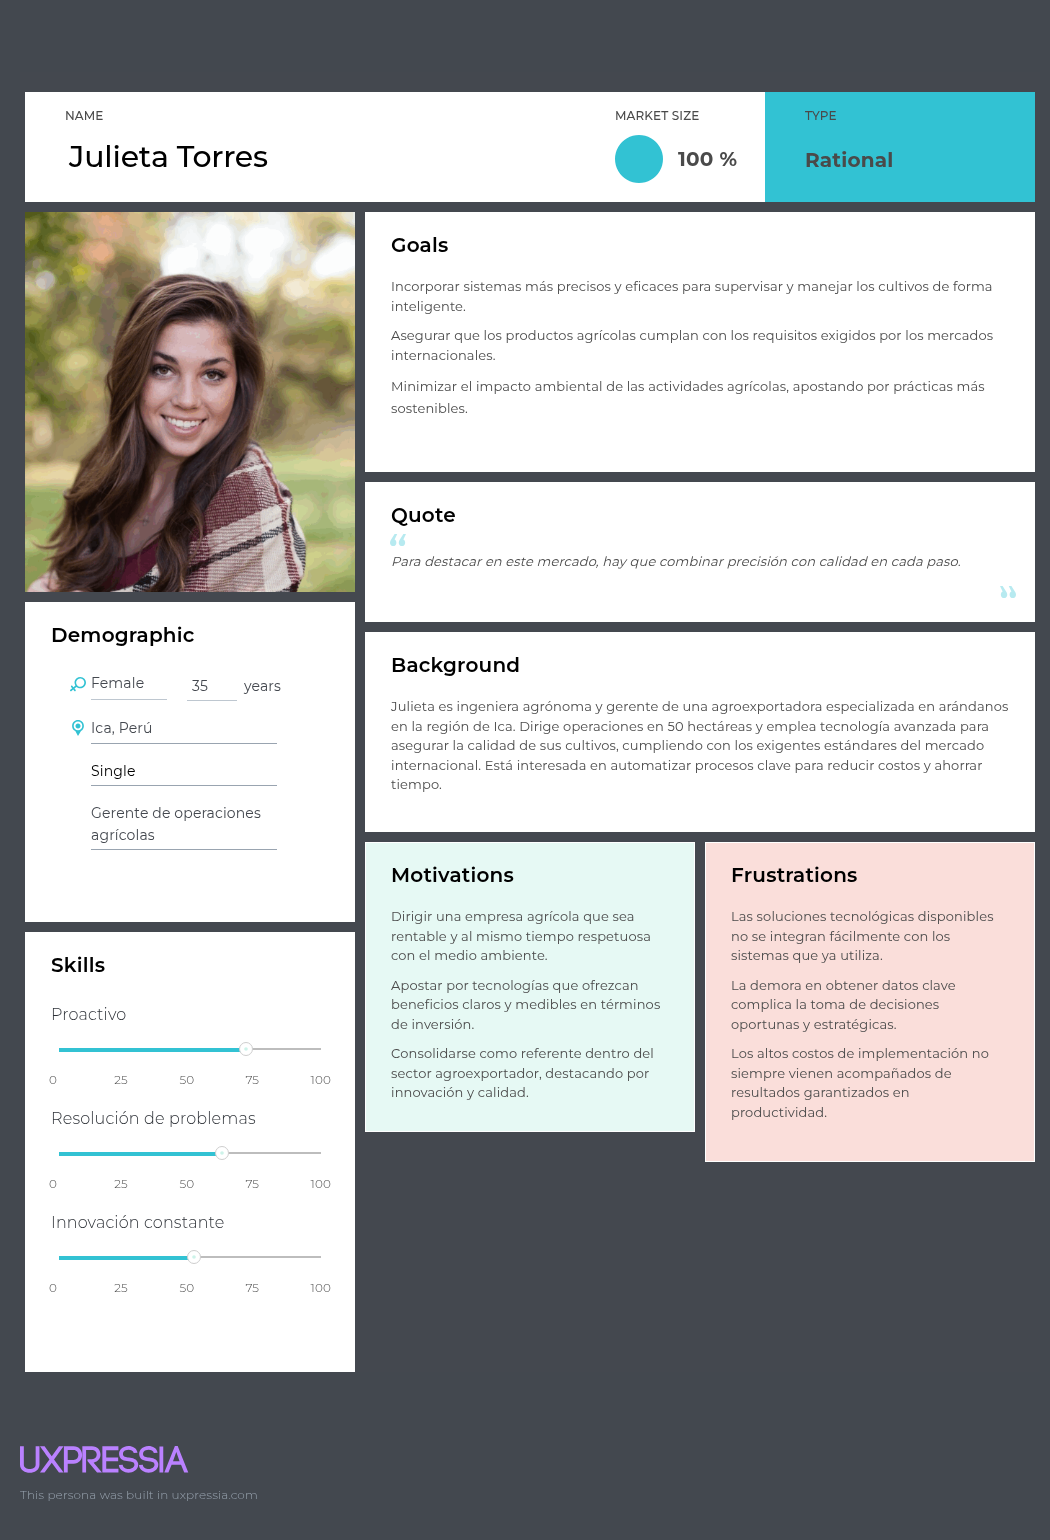 NAME
Julieta Torres
MARKET SIZE
100 %
TYPE
Rational
Goals
Incorporar sistemas más precisos y eficaces para supervisar y manejar los cultivos de forma
inteligente.
Asegurar que los productos agrícolas cumplan con los requisitos exigidos por los mercados
internacionales.
Minimizar el impacto ambiental de las actividades agrícolas, apostando por prácticas más
sostenibles.
Quote
“
Para destacar en este mercado, hay que combinar precisión con calidad en cada paso.
”
Demographic
Female 35 years
Ica, Perú
Single
Gerente de operaciones
agrícolas
Background
Julieta es ingeniera agrónoma y gerente de una agroexportadora especializada en arándanos
en la región de Ica. Dirige operaciones en 50 hectáreas y emplea tecnología avanzada para
asegurar la calidad de sus cultivos, cumpliendo con los exigentes estándares del mercado
internacional. Está interesada en automatizar procesos clave para reducir costos y ahorrar
tiempo.
Motivations
Dirigir una empresa agrícola que sea
rentable y al mismo tiempo respetuosa
con el medio ambiente.
Apostar por tecnologías que ofrezcan
beneficios claros y medibles en términos
de inversión.
Consolidarse como referente dentro del
sector agroexportador, destacando por
innovación y calidad.
Frustrations
Las soluciones tecnológicas disponibles
no se integran fácilmente con los
sistemas que ya utiliza.
La demora en obtener datos clave
complica la toma de decisiones
oportunas y estratégicas.
Los altos costos de implementación no
siempre vienen acompañados de
resultados garantizados en
productividad.
Skills
Proactivo
0 25 50 75 100
Resolución de problemas
0 25 50 75 100
Innovación constante
0 25 50 75 100
UXPRESSIA
This persona was built in uxpressia.com